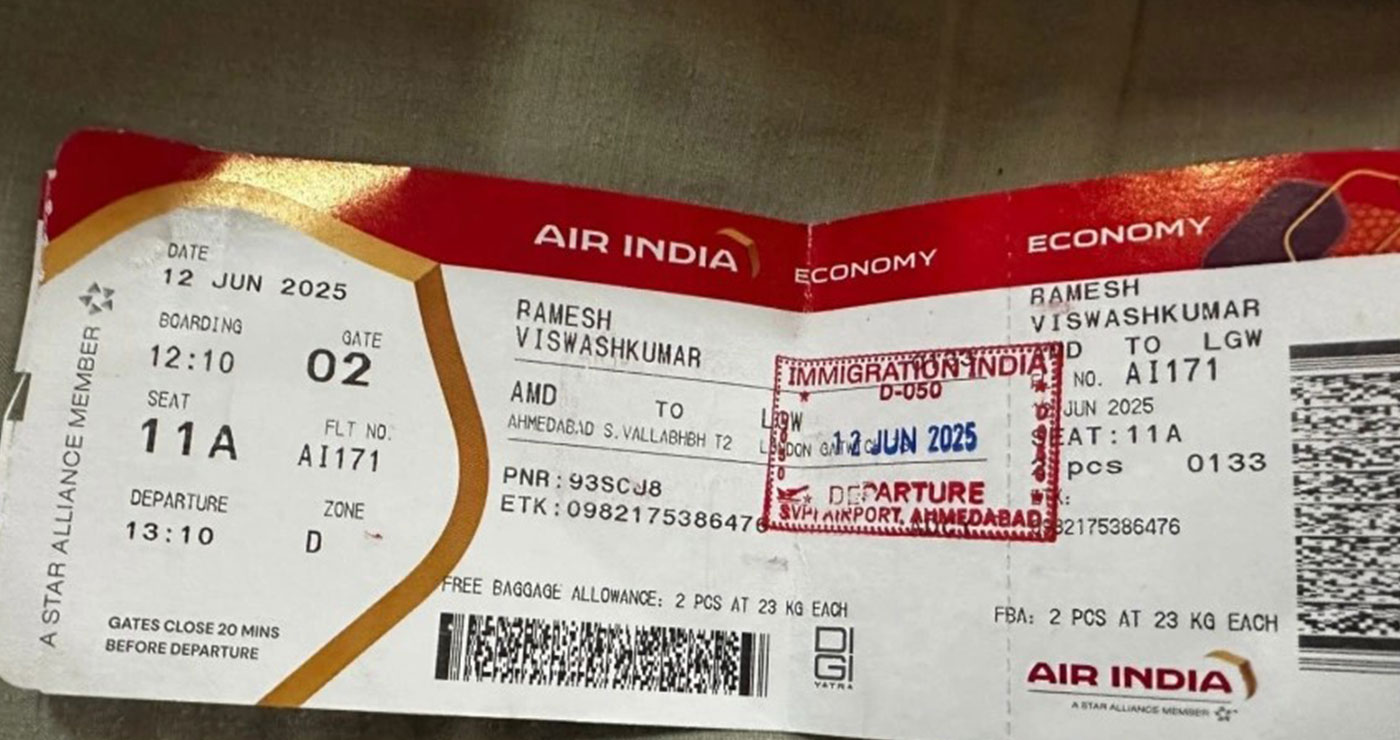 A STAR ALLIANCE MEMBER
DATE
12 JUN 2025
BOARDING
12:10
GATE
02
SEAT
11A
FLT NO.
AI171
DEPARTURE
13:10
ZONE
D
GATES CLOSE 20 MINS
BEFORE DEPARTURE
AIR INDIA
ECONOMY
RAMESH
VISWASHKUMAR
AMD TO LGW
AHMEDABAD S.VALLABHBH T2
PNR:93SCJ8
ETK:0982175386476
FREE BAGGAGE ALLOWANCE: 2 PCS AT 23 KG EACH
DIGI
YATRA
IMMIGRATION INDIA
D-050
12 JUN 2025
DEPARTURE
SVPI AIRPORT, AHMEDABAD
ECONOMY
RAMESH
VISWASHKUMAR
TO LGW
NO. AI171
JUN 2025
SEAT:11A
pcs 0133
82175386476
FBA: 2 PCS AT 23 KG EACH
AIR INDIA
A STAR ALLIANCE MEMBER